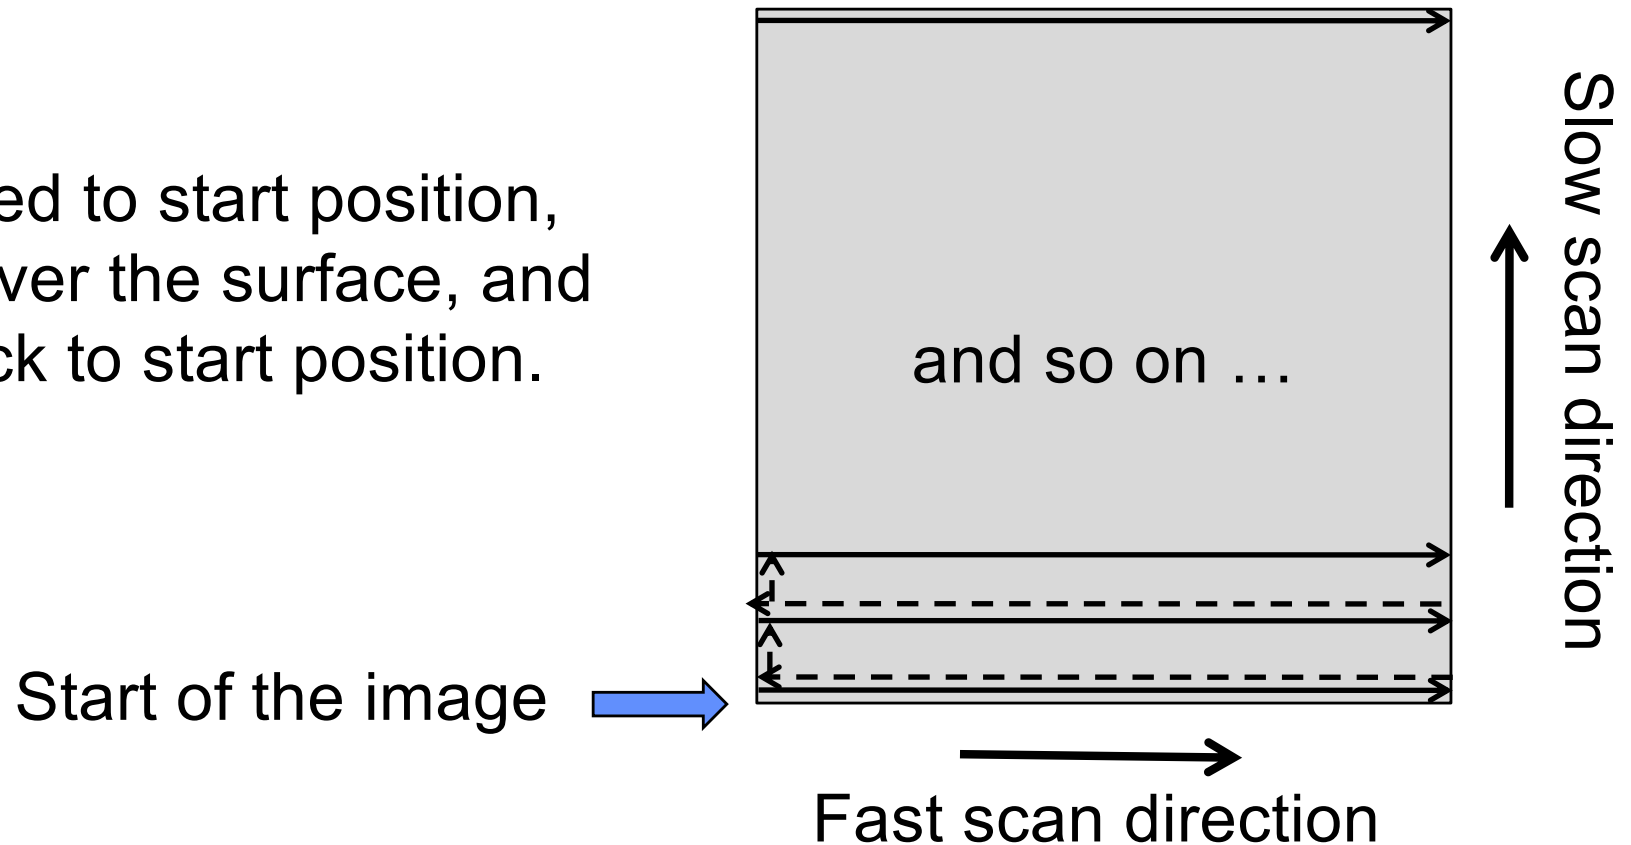 ed to start position,
ver the surface, and
ck to start position.
and so on …
Slow scan direction
Start of the image
Fast scan direction